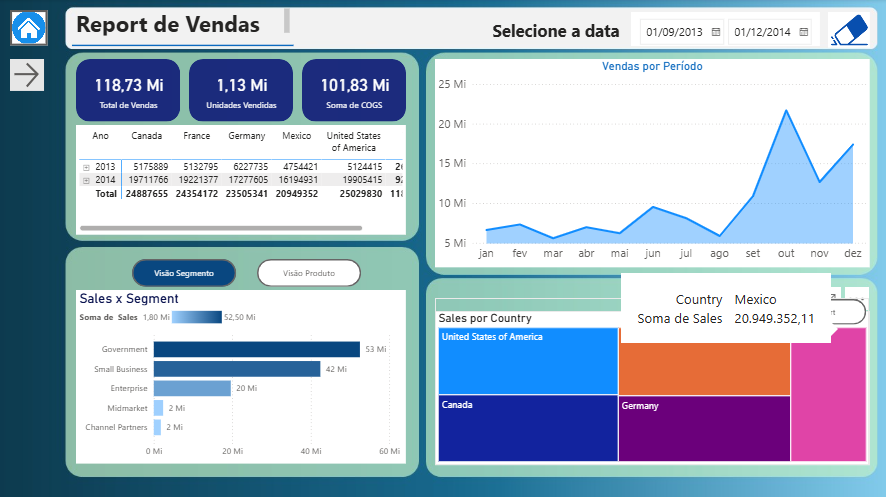 Report de Vendas
Selecione a data
01/09/2013
01/12/2014
118,73 Mi
Total de Vendas
1,13 Mi
Unidades Vendidas
101,83 Mi
Soma de COGS
Ano Canada France Germany Mexico United States
of America
2013 5175889 5132795 6227735 4754421 5124415
2014 19711766 19221377 17277605 16194931 19905415
Total 24887655 24354172 23505341 20949352 25029830
Vendas por Período
25 Mi
20 Mi
15 Mi
10 Mi
5 Mi
jan fev mar abr mai jun jul ago set out nov dez
Visão Segmento
Visão Produto
Sales x Segment
Soma de Sales 1,80 Mi 52,50 Mi
Government 53 Mi
Small Business 42 Mi
Enterprise 20 Mi
Midmarket 2 Mi
Channel Partners 2 Mi
0 Mi 20 Mi 40 Mi 60 Mi
Country Mexico
Soma de Sales 20.949.352,11
Sales por Country
United States of America
Canada
Germany